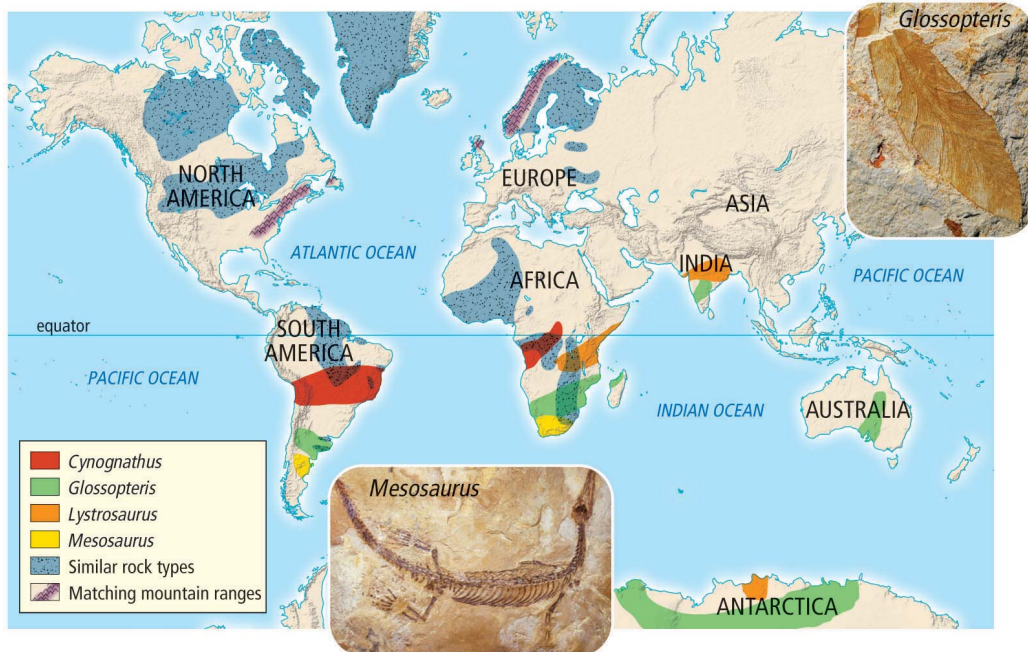 Glossopteris
NORTH
AMERICA
EUROPE
ASIA
ATLANTIC OCEAN
AFRICA
INDIA
PACIFIC OCEAN
equator
SOUTH
AMERICA
PACIFIC OCEAN
INDIAN OCEAN
AUSTRALIA
Cynognathus
Glossopteris
Lystrosaurus
Mesosaurus
Similar rock types
Matching mountain ranges
Mesosaurus
ANTARCTICA